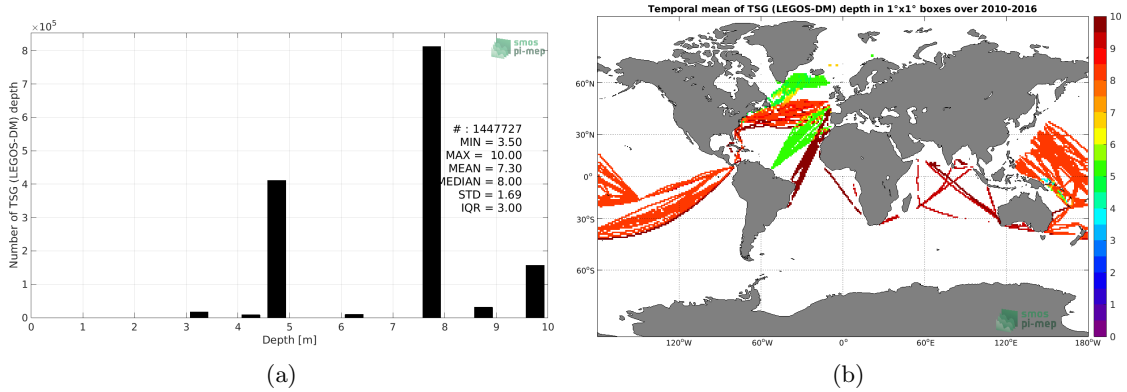 ×10⁵
8
7
6
5
4
3
2
1
0
Number of TSG (LEGOS-DM) depth
smos
pi-mep
# : 1447727
MIN = 3.50
MAX = 10.00
MEAN = 7.30
MEDIAN = 8.00
STD = 1.69
IQR = 3.00
0 1 2 3 4 5 6 7 8 9 10
Depth [m]
(a)
Temporal mean of TSG (LEGOS-DM) depth in 1°x1° boxes over 2010-2016
60°N
30°N
0°
30°S
60°S
120°W 60°W 0° 60°E 120°E 180°W
smos
pi-mep
10
9
8
7
6
5
4
3
2
1
0
(b)